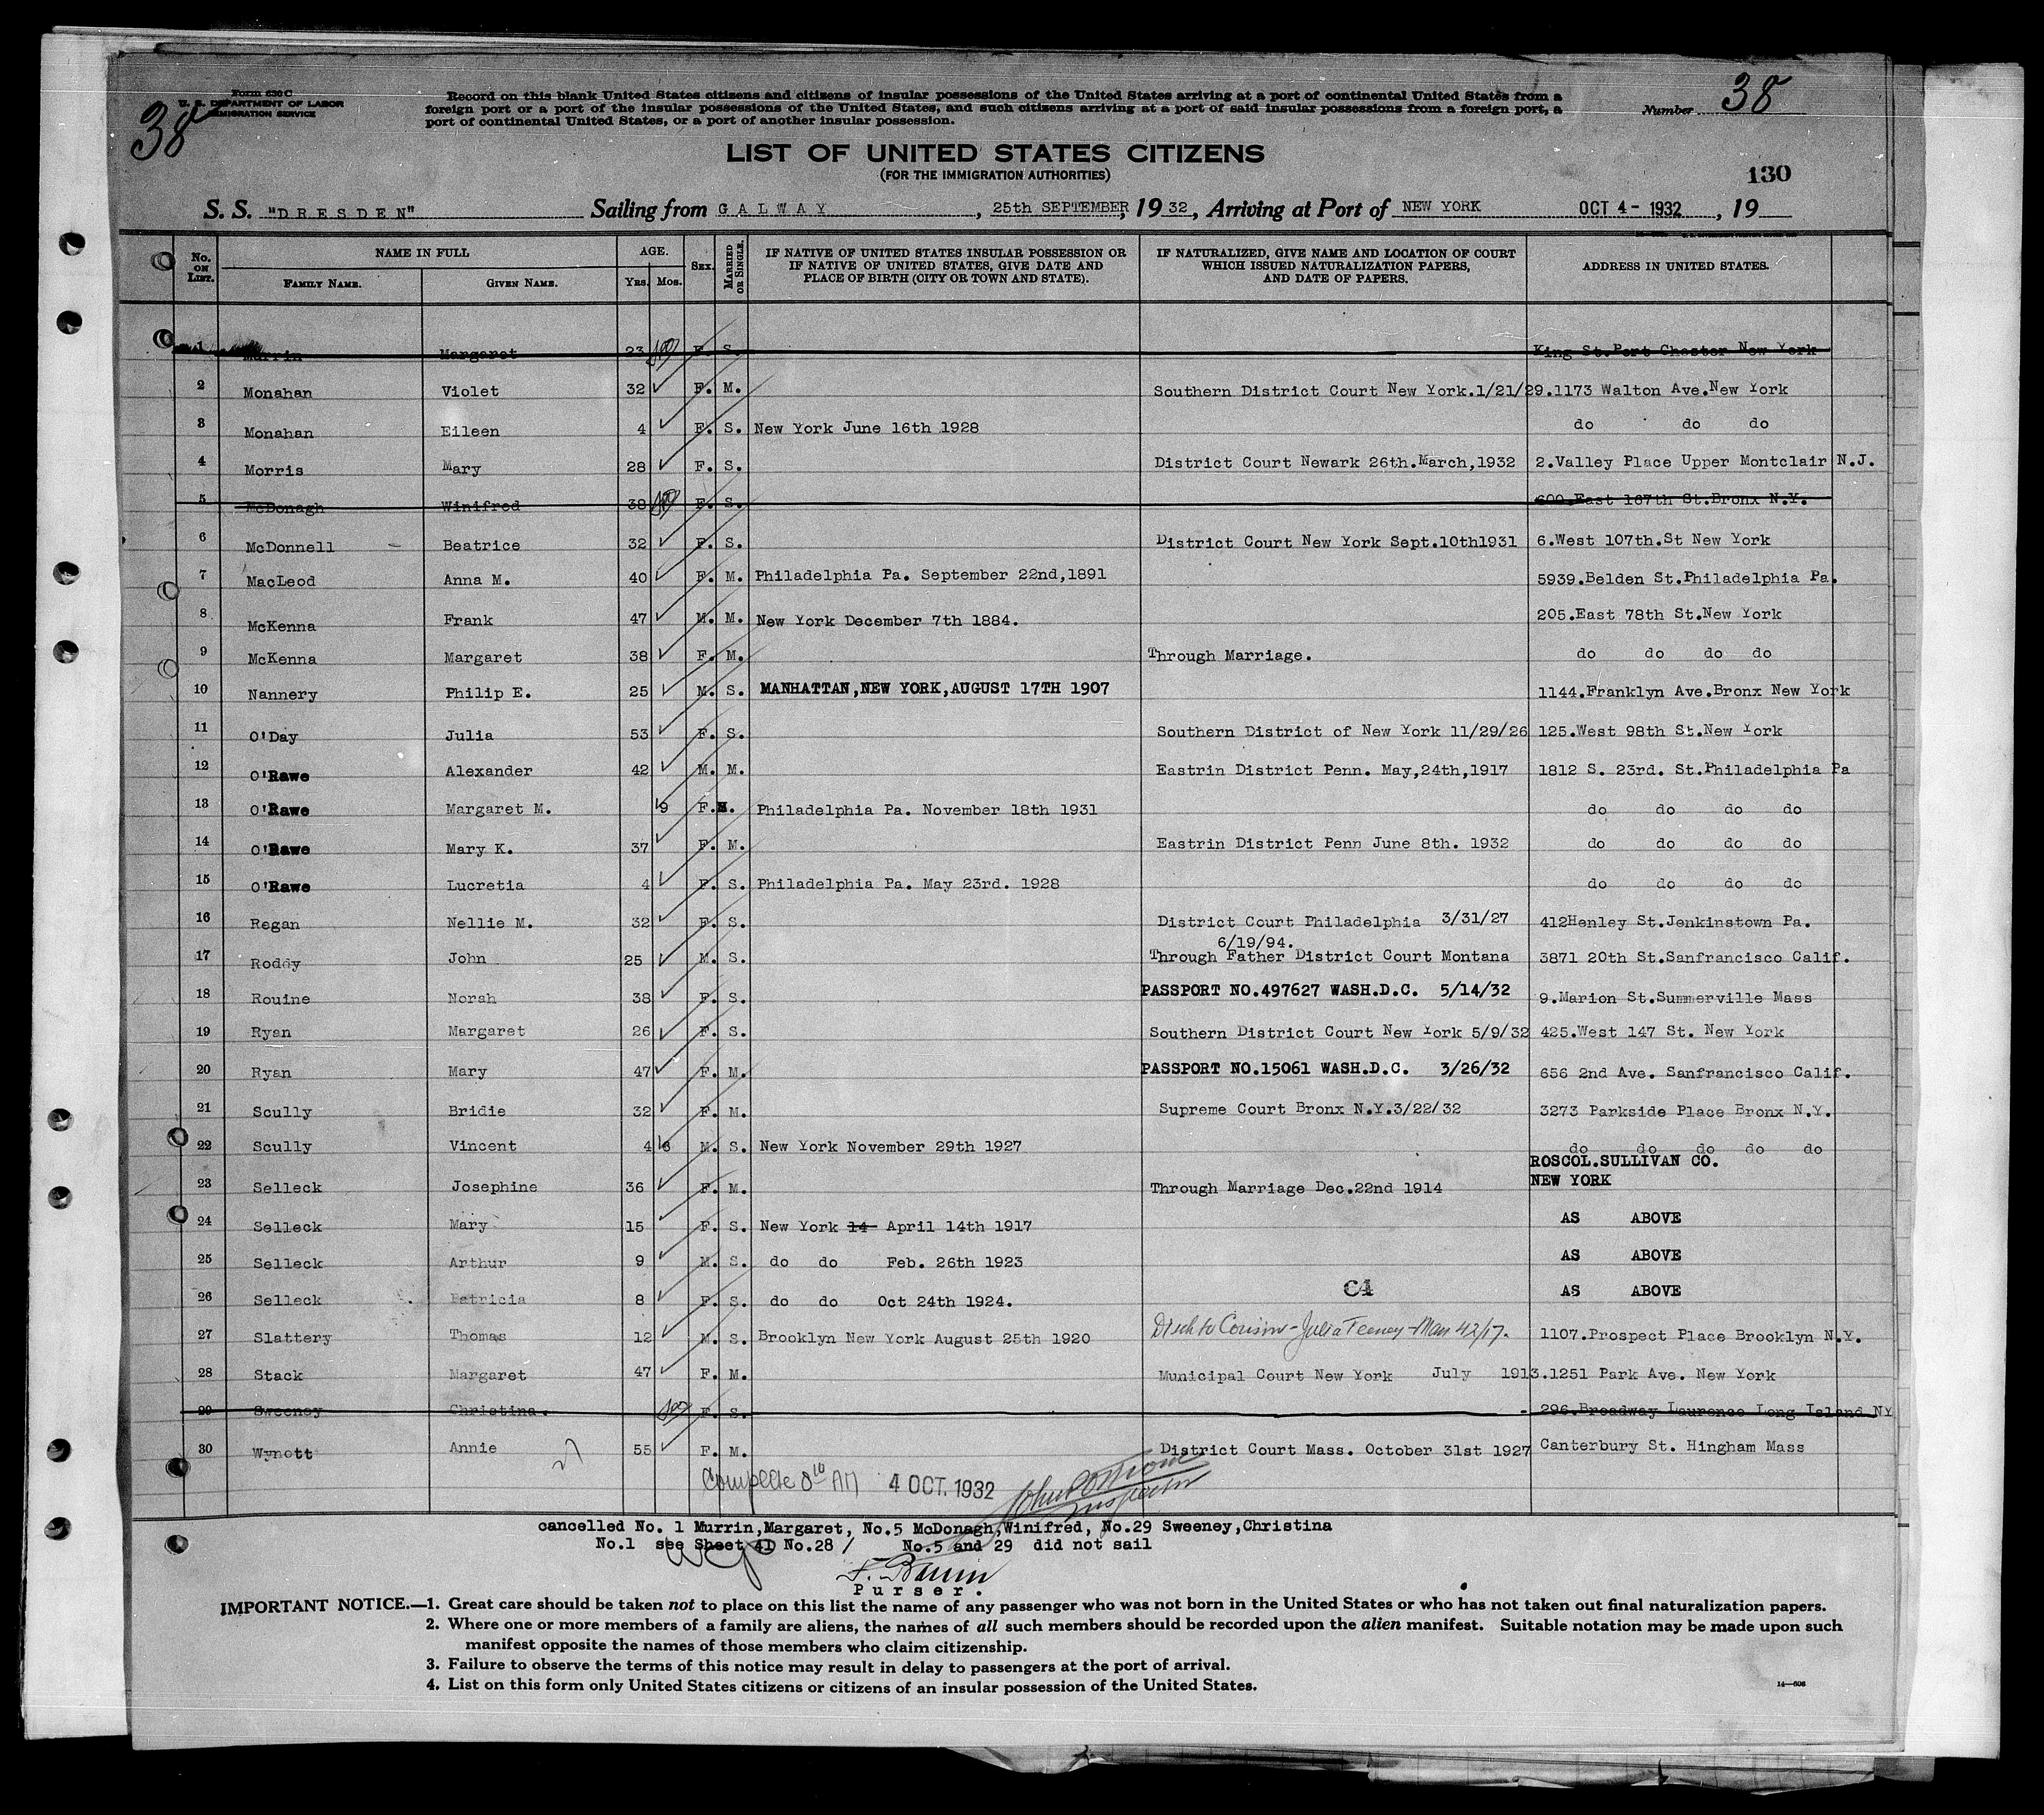 Form 630 C
U. S. DEPARTMENT OF LABOR
IMMIGRATION SERVICE
38
Record on this blank United States citizens and citizens of insular possessions of the United States arriving at a port of continental United States from a
foreign port or a port of the insular possessions of the United States, and such citizens arriving at a port of said insular possessions from a foreign port, a
port of continental United States, or a port of another insular possession.
Number 38
LIST OF UNITED STATES CITIZENS
(FOR THE IMMIGRATION AUTHORITIES)
130
S. S. "DRESDEN" Sailing from GALWAY, 25th SEPTEMBER, 1932, Arriving at Port of NEW YORK OCT 4 - 1932, 19
No. ON LIST. NAME IN FULL FAMILY NAME. GIVEN NAME. AGE. Yrs. Mos. SEX. MARRIED OR SINGLE. IF NATIVE OF UNITED STATES INSULAR POSSESSION OR IF NATIVE OF UNITED STATES, GIVE DATE AND PLACE OF BIRTH (CITY OR TOWN AND STATE). IF NATURALIZED, GIVE NAME AND LOCATION OF COURT WHICH ISSUED NATURALIZATION PAPERS, AND DATE OF PAPERS. ADDRESS IN UNITED STATES.
1 Murrin Margaret 23 F. S. King St.Port Chester New York
2 Monahan Violet 32 F. M. Southern District Court New York.1/21/29.1173 Walton Ave.New York
3 Monahan Eileen 4 F. S. New York June 16th 1928 do do do
4 Morris Mary 28 F. S. District Court Newark 26th.March,1932 2.Valley Place Upper Montclair N.J.
5 McDonagh Winifred 38 F. S. 600.East 167th St.Bronx N.Y.
6 McDonnell - Beatrice 32 F. S. District Court New York Sept.10th1931 6.West 107th.St New York
7 MacLeod Anna M. 40 F. M. Philadelphia Pa. September 22nd,1891 5939.Belden St.Philadelphia Pa.
8 McKenna Frank 47 M. M. New York December 7th 1884. 205.East 78th St.New York
9 McKenna Margaret 38 F. M. Through Marriage. do do do do
10 Nannery Philip E. 25 M. S. MANHATTAN,NEW YORK,AUGUST 17TH 1907 1144.Franklyn Ave.Bronx New York
11 O'Day Julia 53 F. S. Southern District of New York 11/29/26 125.West 98th St.New York
12 O'Rawe Alexander 42 M. M. Eastrin District Penn. May,24th,1917 1812 S. 23rd. St.Philadelphia Pa
13 O'Rawe Margaret M. 9 F. Philadelphia Pa. November 18th 1931 do do do do
14 O'Rawe Mary K. 37 F. M. Eastrin District Penn June 8th. 1932 do do do do
15 O'Rawe Lucretia 4 F. S. Philadelphia Pa. May 23rd. 1928 do do do do
16 Regan Nellie M. 32 F. S. District Court Philadelphia 3/31/27 412Henley St.Jenkinstown Pa.
6/19/94.
17 Roddy John 25 M. S. Through Father District Court Montana 3871 20th St.Sanfrancisco Calif.
18 Rouine Norah 38 F. S. PASSPORT NO.497627 WASH.D.C. 5/14/32 9.Marion St.Summerville Mass
19 Ryan Margaret 26 F. S. Southern District Court New York 5/9/32 425.West 147 St. New York
20 Ryan Mary 47 F. M. PASSPORT NO.15061 WASH.D.C. 3/26/32 656 2nd Ave. Sanfrancisco Calif.
21 Scully Bridie 32 F. M. Supreme Court Bronx N.Y.3/22/32 3273 Parkside Place Bronx N.Y.
22 Scully Vincent 4 M. S. New York November 29th 1927 do do do do do
ROSCOL.SULLIVAN CO.
23 Selleck Josephine 36 F. M. Through Marriage Dec.22nd 1914 NEW YORK
24 Selleck Mary 15 F. S. New York 14 April 14th 1917 AS ABOVE
25 Selleck Arthur 9 M. S. do do Feb. 26th 1923 AS ABOVE
C4
26 Selleck Patricia 8 F. S. do do Oct 24th 1924. AS ABOVE
27 Slattery Thomas 12 M. S. Brooklyn New York August 25th 1920 Disch to Cousin - Julia 1107.Prospect Place Brooklyn N.Y.
28 Stack Margaret 47 F. M. Municipal Court New York July 1913.1251 Park Ave. New York
29 Sweeney Christina. F. S. 296.Broadway Laurence Long Island NY
30 Wynott Annie 55 F. M. District Court Mass. October 31st 1927 Canterbury St. Hingham Mass
Complete 8 10 AM 4 OCT. 1932
Inspector
cancelled No. 1 Murrin,Margaret, No.5 McDonagh,Winifred, No.29 Sweeney,Christina
No.1 see Sheet 41 No.28 / No.5 and 29 did not sail
F. Baum
Purser.
IMPORTANT NOTICE.—1. Great care should be taken not to place on this list the name of any passenger who was not born in the United States or who has not taken out final naturalization papers.
2. Where one or more members of a family are aliens, the names of all such members should be recorded upon the alien manifest. Suitable notation may be made upon such
manifest opposite the names of those members who claim citizenship.
3. Failure to observe the terms of this notice may result in delay to passengers at the port of arrival.
4. List on this form only United States citizens or citizens of an insular possession of the United States.
14—606